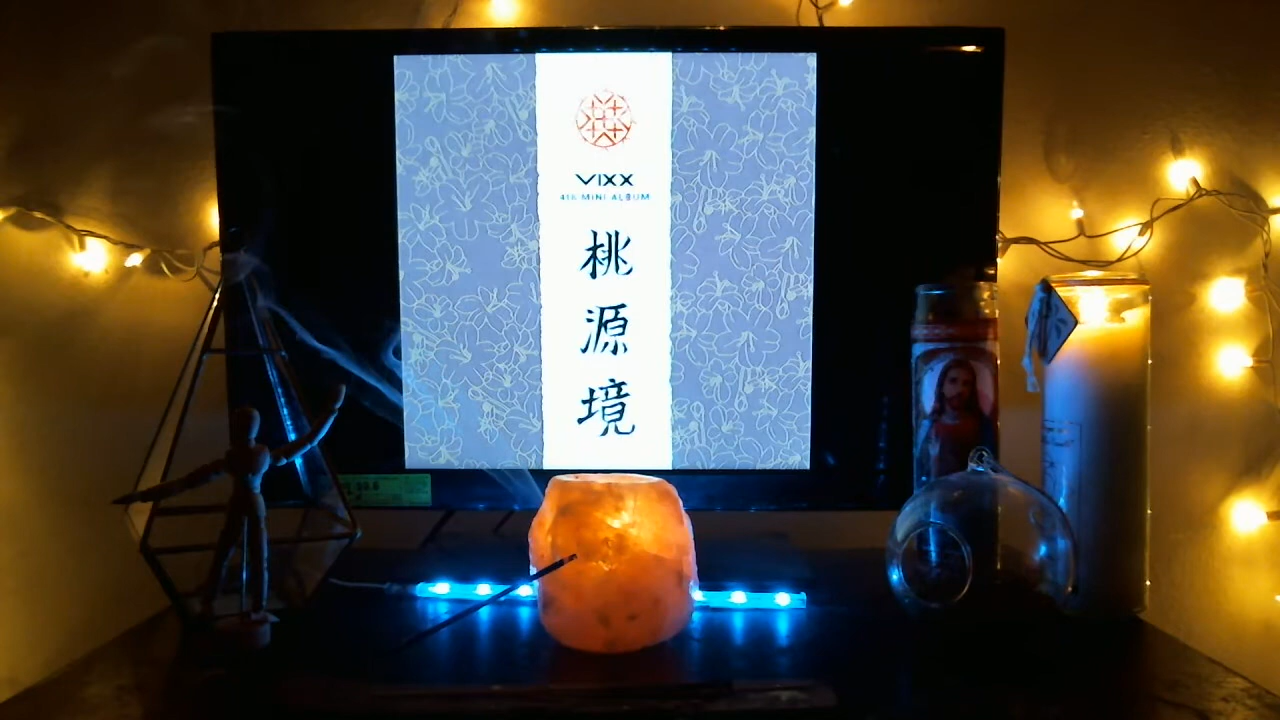 VIXX
4th MINI ALBUM
桃
源
境